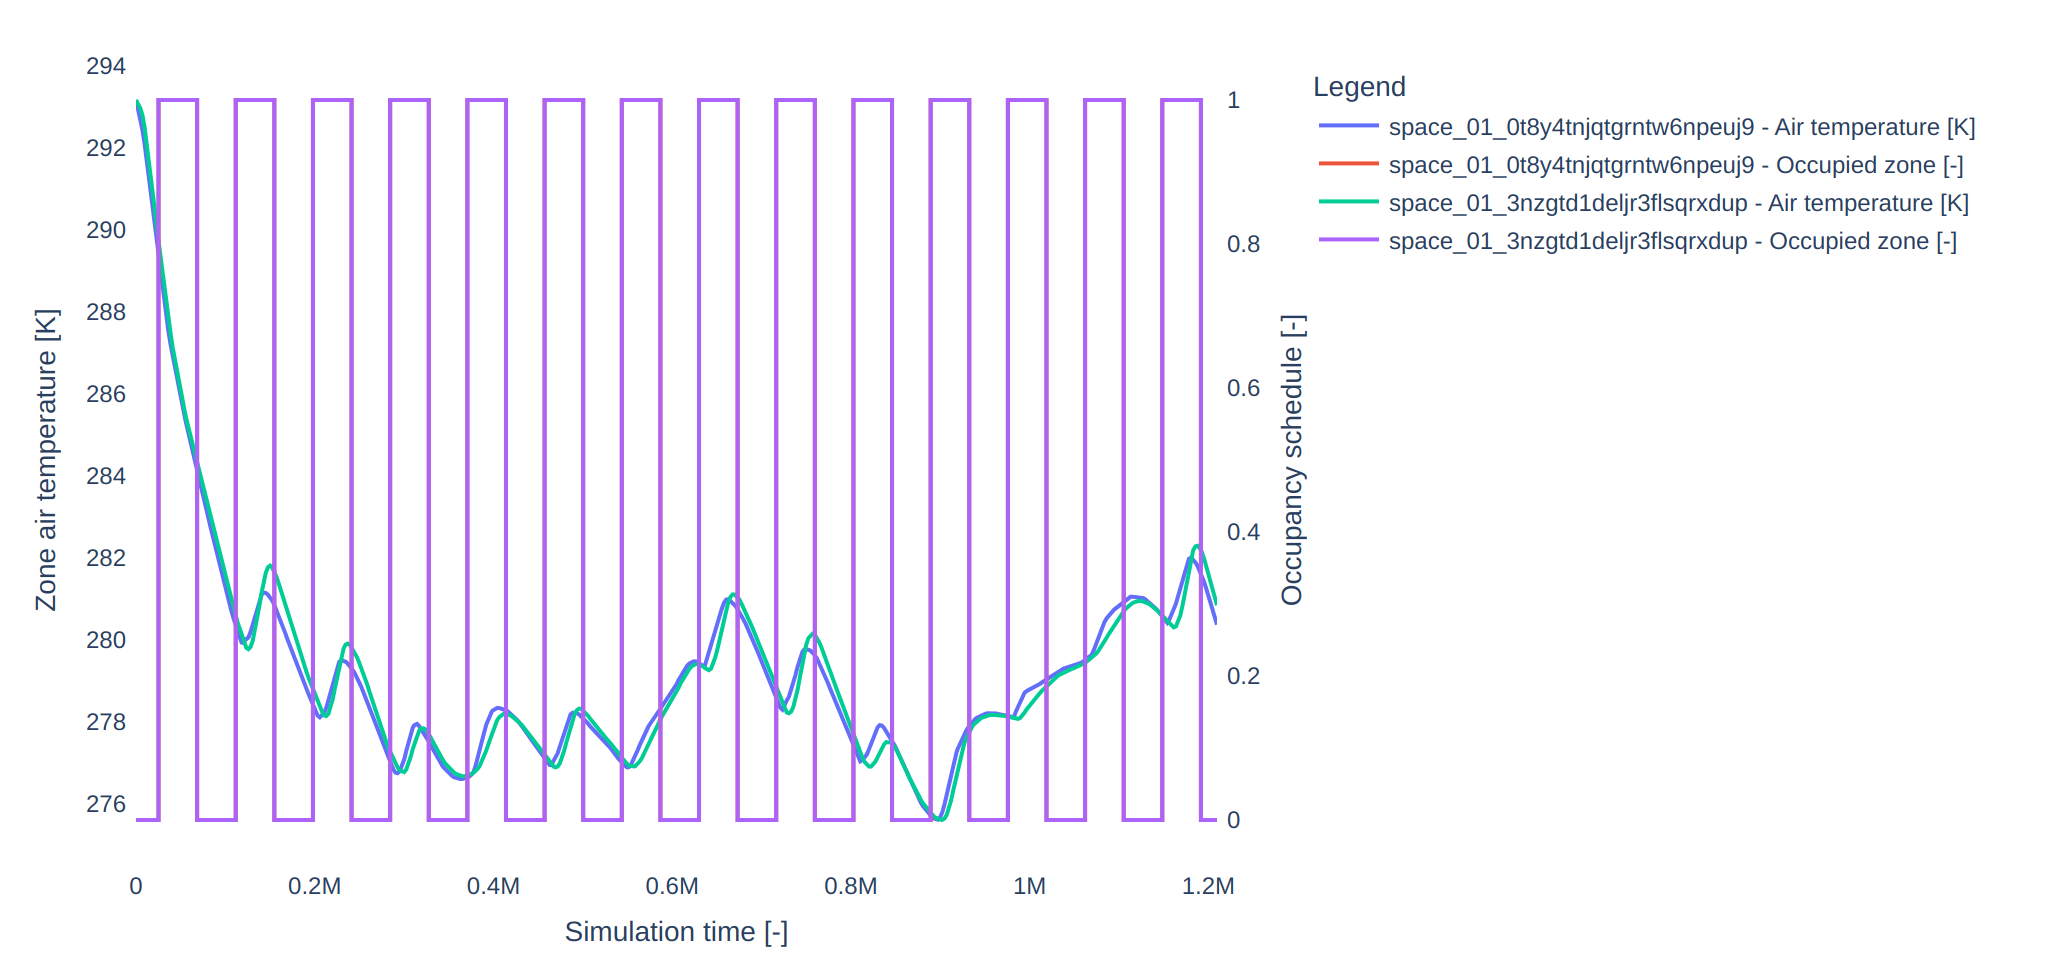 294
292
290
288
286
284
282
280
278
276
Zone air temperature [K]
1
0.8
0.6
0.4
0.2
0
Occupancy schedule [-]
0
0.2M
0.4M
0.6M
0.8M
1M
1.2M
Simulation time [-]
Legend
space_01_0t8y4tnjqtgrntw6npeuj9 - Air temperature [K]
space_01_0t8y4tnjqtgrntw6npeuj9 - Occupied zone [-]
space_01_3nzgtd1deljr3flsqrxdup - Air temperature [K]
space_01_3nzgtd1deljr3flsqrxdup - Occupied zone [-]